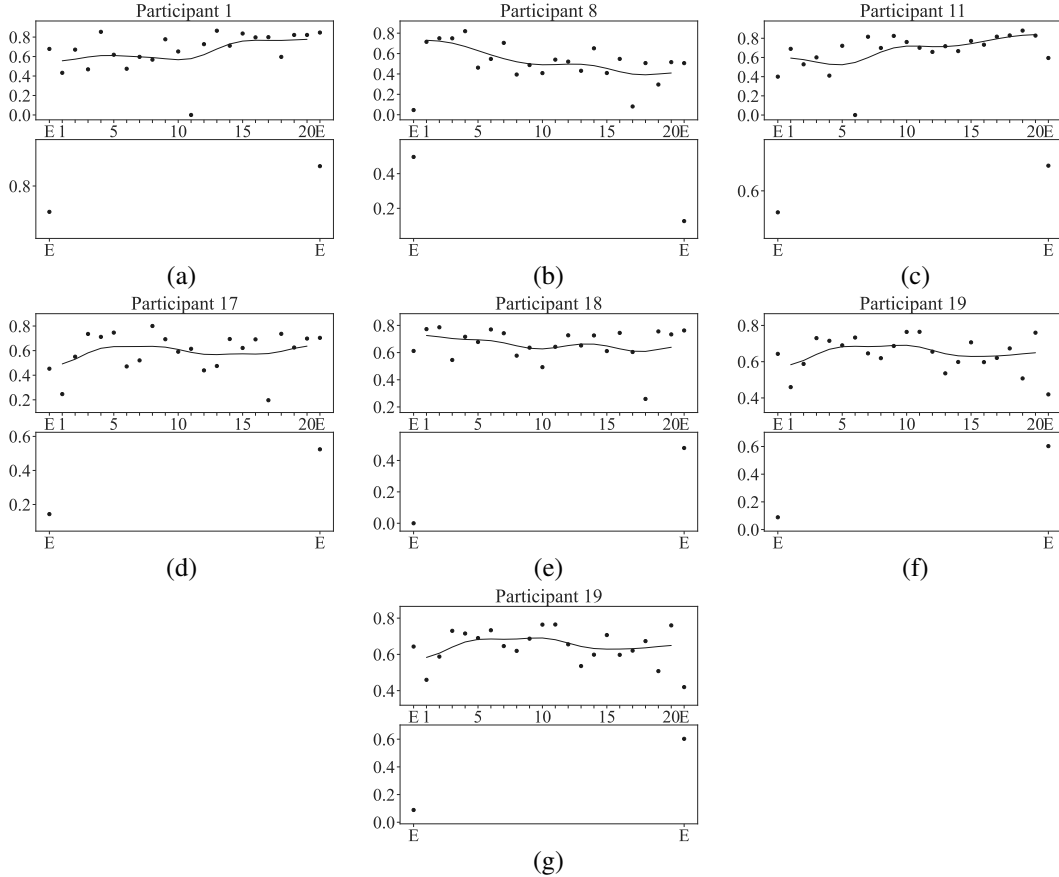 Participant 1
0.8
0.6
0.4
0.2
0.0
E 1 5 10 15 20E
0.8
E E
(a)
Participant 8
0.8
0.6
0.4
0.2
0.0
E 1 5 10 15 20E
0.4
0.2
E E
(b)
Participant 11
0.8
0.6
0.4
0.2
0.0
E 1 5 10 15 20E
0.6
E E
(c)
Participant 17
0.8
0.6
0.4
0.2
E 1 5 10 15 20E
0.6
0.4
0.2
E E
(d)
Participant 18
0.8
0.6
0.4
0.2
E 1 5 10 15 20E
0.4
0.2
0.0
E E
(e)
Participant 19
0.8
0.6
0.4
E 1 5 10 15 20E
0.6
0.4
0.2
0.0
E E
(f)
Participant 19
0.8
0.6
0.4
E 1 5 10 15 20E
0.6
0.4
0.2
0.0
E E
(g)